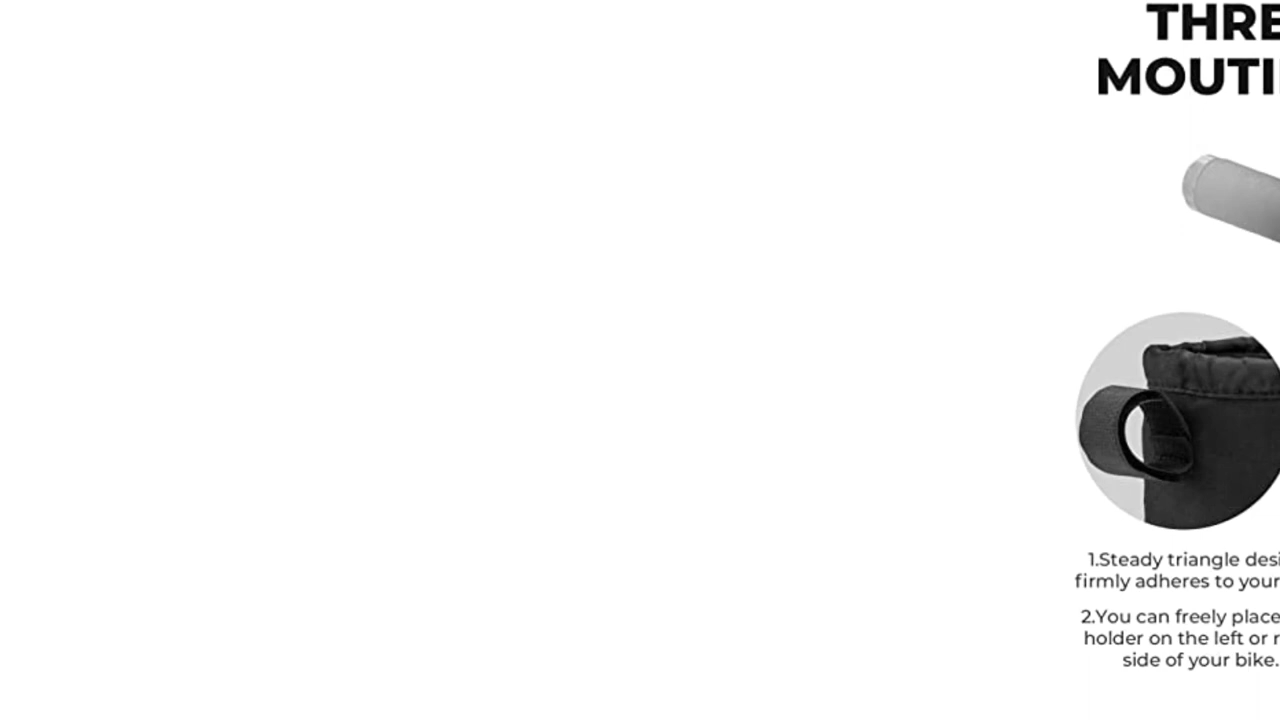 THRE
MOUTI
1.Steady triangle desi
firmly adheres to your
2.You can freely place
holder on the left or r
side of your bike.